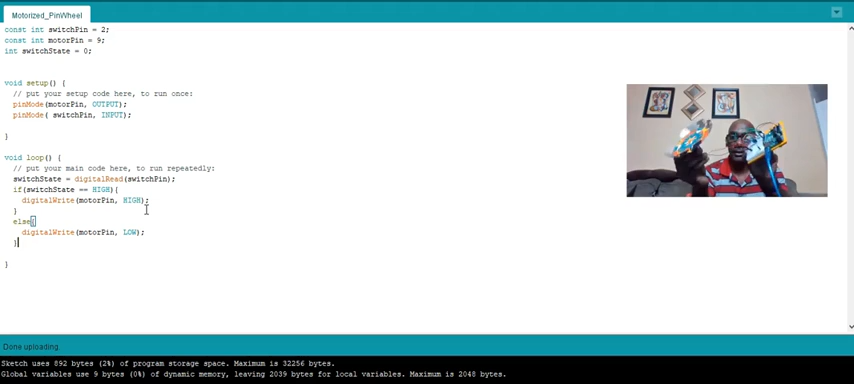 Motorized_PinWheel
const int switchPin = 2;
const int motorPin = 9;
int switchState = 0;
void setup() {
// put your setup code here, to run once:
pinMode(motorPin, OUTPUT);
pinMode( switchPin, INPUT);
}
void loop() {
// put your main code here, to run repeatedly:
switchState = digitalRead(switchPin);
if(switchState == HIGH){
digitalWrite(motorPin, HIGH);
}
else{
digitalWrite(motorPin, LOW);
}
}
Done uploading.
Sketch uses 892 bytes (2%) of program storage space. Maximum is 32256 bytes.
Global variables use 9 bytes (0%) of dynamic memory, leaving 2039 bytes for local variables. Maximum is 2048 bytes.